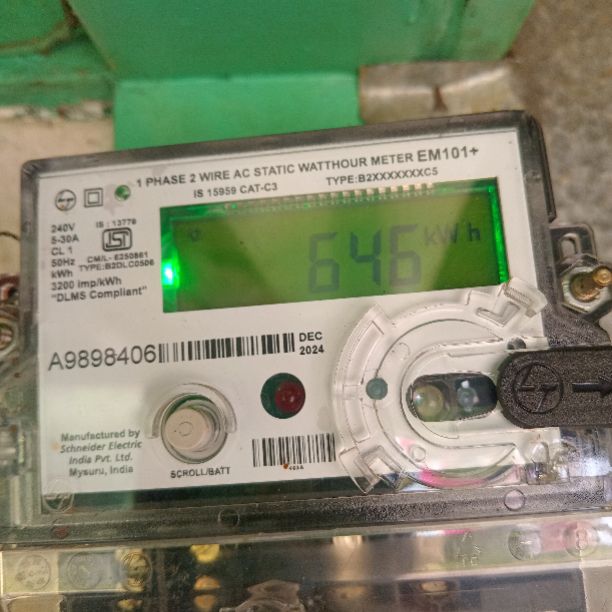 1 PHASE 2 WIRE AC STATIC WATTHOUR METER EM101+
IS 15959 CAT-C3 TYPE:B2XXXXXXXC5
240V
5-30A
CL 1
50Hz
kWh
3200 imp/kWh
"DLMS Compliant"
IS : 13779
ISI
CM/L- 6250861
TYPE:B2DLC0506
646 kWh
A9898406
DEC
2024
Manufactured by
Schneider Electric
India Pvt. Ltd.
Mysuru, India
SCROLL/BATT